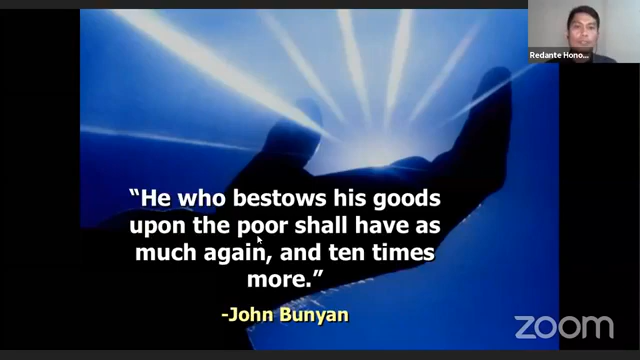 Redante Hono...
“He who bestows his goods
upon the poor shall have as
much again, and ten times
more.”
-John Bunyan
zoom